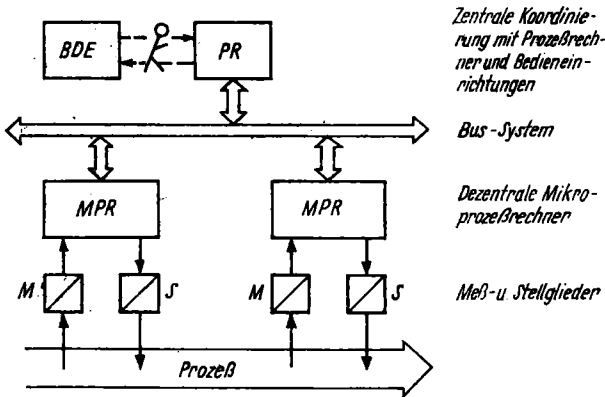 BDE
PR
Zentrale Koordinie-
rung mit Prozeßrech-
ner und Bedienein-
richtungen
Bus-System
MPR
MPR
Dezentrale Mikro-
prozeßrechner
M
S
M
S
Meß- u. Stellglieder
Prozeß